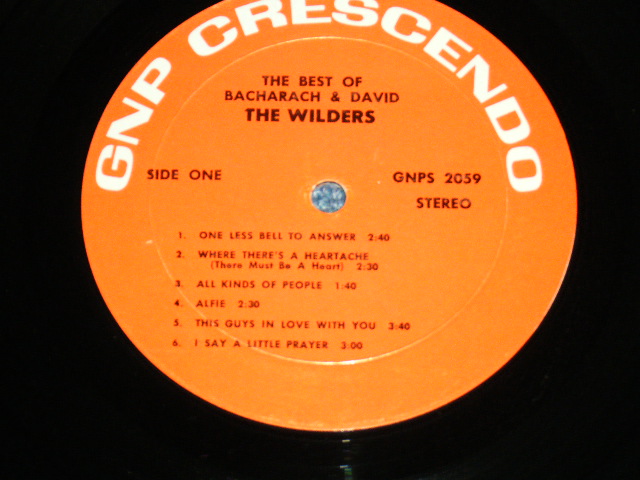 GNP CRESCENDO
THE BEST OF
BACHARACH & DAVID
THE WILDERS
SIDE ONE
GNPS 2059
STEREO
1. ONE LESS BELL TO ANSWER 2:40
2. WHERE THERE'S A HEARTACHE
(There Must Be A Heart) 2:30
3. ALL KINDS OF PEOPLE 1:40
4. ALFIE 2:30
5. THIS GUYS IN LOVE WITH YOU 3:40
6. I SAY A LITTLE PRAYER 3:00